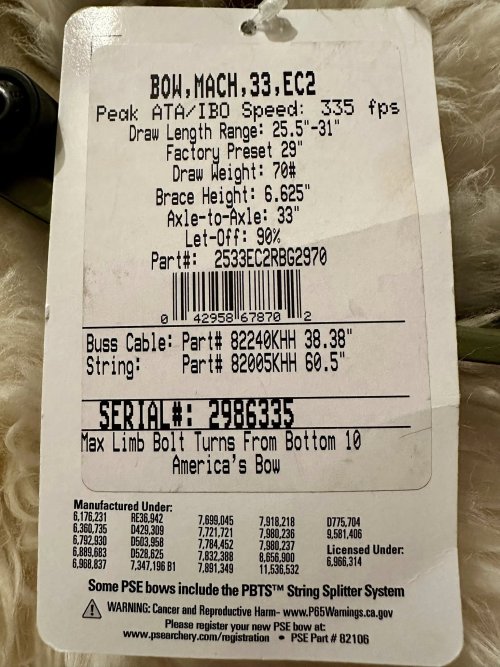 BOW,MACH,33,EC2
Peak ATA/IBO Speed: 335 fps
Draw Length Range: 25.5"-31"
Factory Preset 29"
Draw Weight: 70#
Brace Height: 6.625"
Axle-to-Axle: 33"
Let-Off: 90%
Part#: 2533EC2RBG2970
0 42958 67870 2
Buss Cable: Part# 82240KHH 38.38"
String: Part# 82005KHH 60.5"
SERIAL#: 2986335
Max Limb Bolt Turns From Bottom 10
America's Bow
Manufactured Under:
6,176,231 RE36,942 7,699,045 7,918,218 D775,704
6,360,735 D429,309 7,721,721 7,980,236 9,581,406
6,792,930 D503,958 7,784,452 7,980,237
6,889,683 D528,625 7,832,388 8,656,900 Licensed Under:
6,968,837 7,347,196 B1 7,891,349 11,536,532 6,966,314
Some PSE bows include the PBTS™ String Splitter System
WARNING: Cancer and Reproductive Harm- www.P65Warnings.ca.gov
Please register your new PSE bow at:
www.psearchery.com/registration • PSE Part # 82106